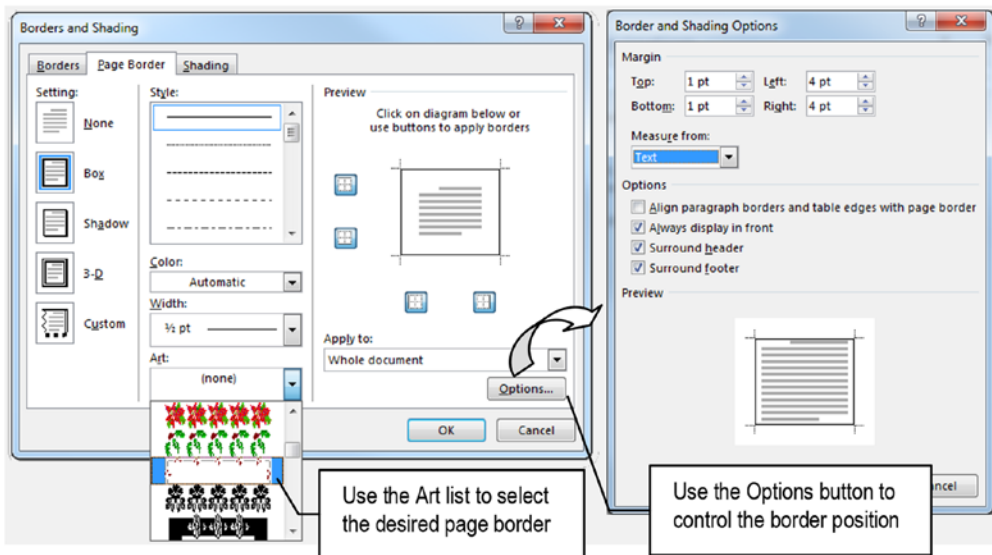 Borders and Shading
Borders Page Border Shading
Setting:
None
Box
Shadow
3-D
Custom
Style:
Color:
Automatic
Width:
½ pt
Art:
(none)
Preview
Click on diagram below or
use buttons to apply borders
Apply to:
Whole document
Options...
OK Cancel
Use the Art list to select
the desired page border
Border and Shading Options
Margin
Top: 1 pt Left: 4 pt
Bottom: 1 pt Right: 4 pt
Measure from:
Text
Options
Align paragraph borders and table edges with page border
Always display in front
Surround header
Surround footer
Preview
ncel
Use the Options button to
control the border position